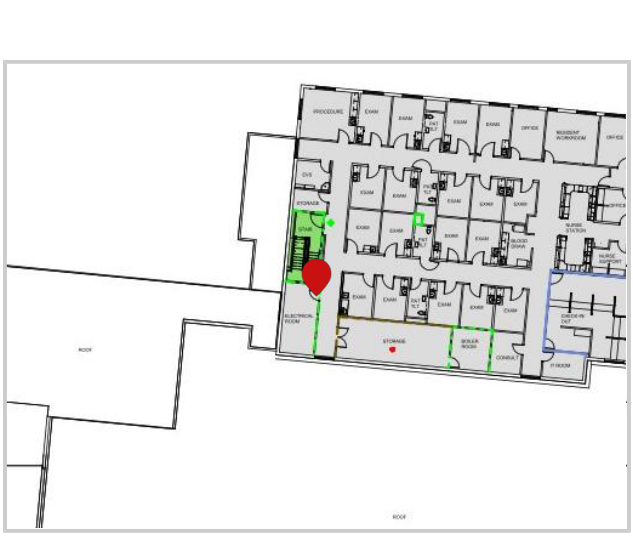 PROCEDURE
EXAM
EXAM
PAT
TLT
EXAM
EXAM
OFFICE
RESIDENT
WORKROOM
OFFICE
EVS
STORAGE
EXAM
EXAM
PAT
TLT
EXAM
EXAM
EXAM
STAIR
EXAM
EXAM
PAT
TLT
EXAM
EXAM
BLOOD
DRAW
NURSE
STATION
OFFICE
NURSE
SUPPORT
ELECTRICAL
ROOM
EXAM
EXAM
PAT
TLT
EXAM
EXAM
EXAM
CHECK IN/
OUT
STORAGE
BOILER
ROOM
CONSULT
IT ROOM
ROOF
ROOF